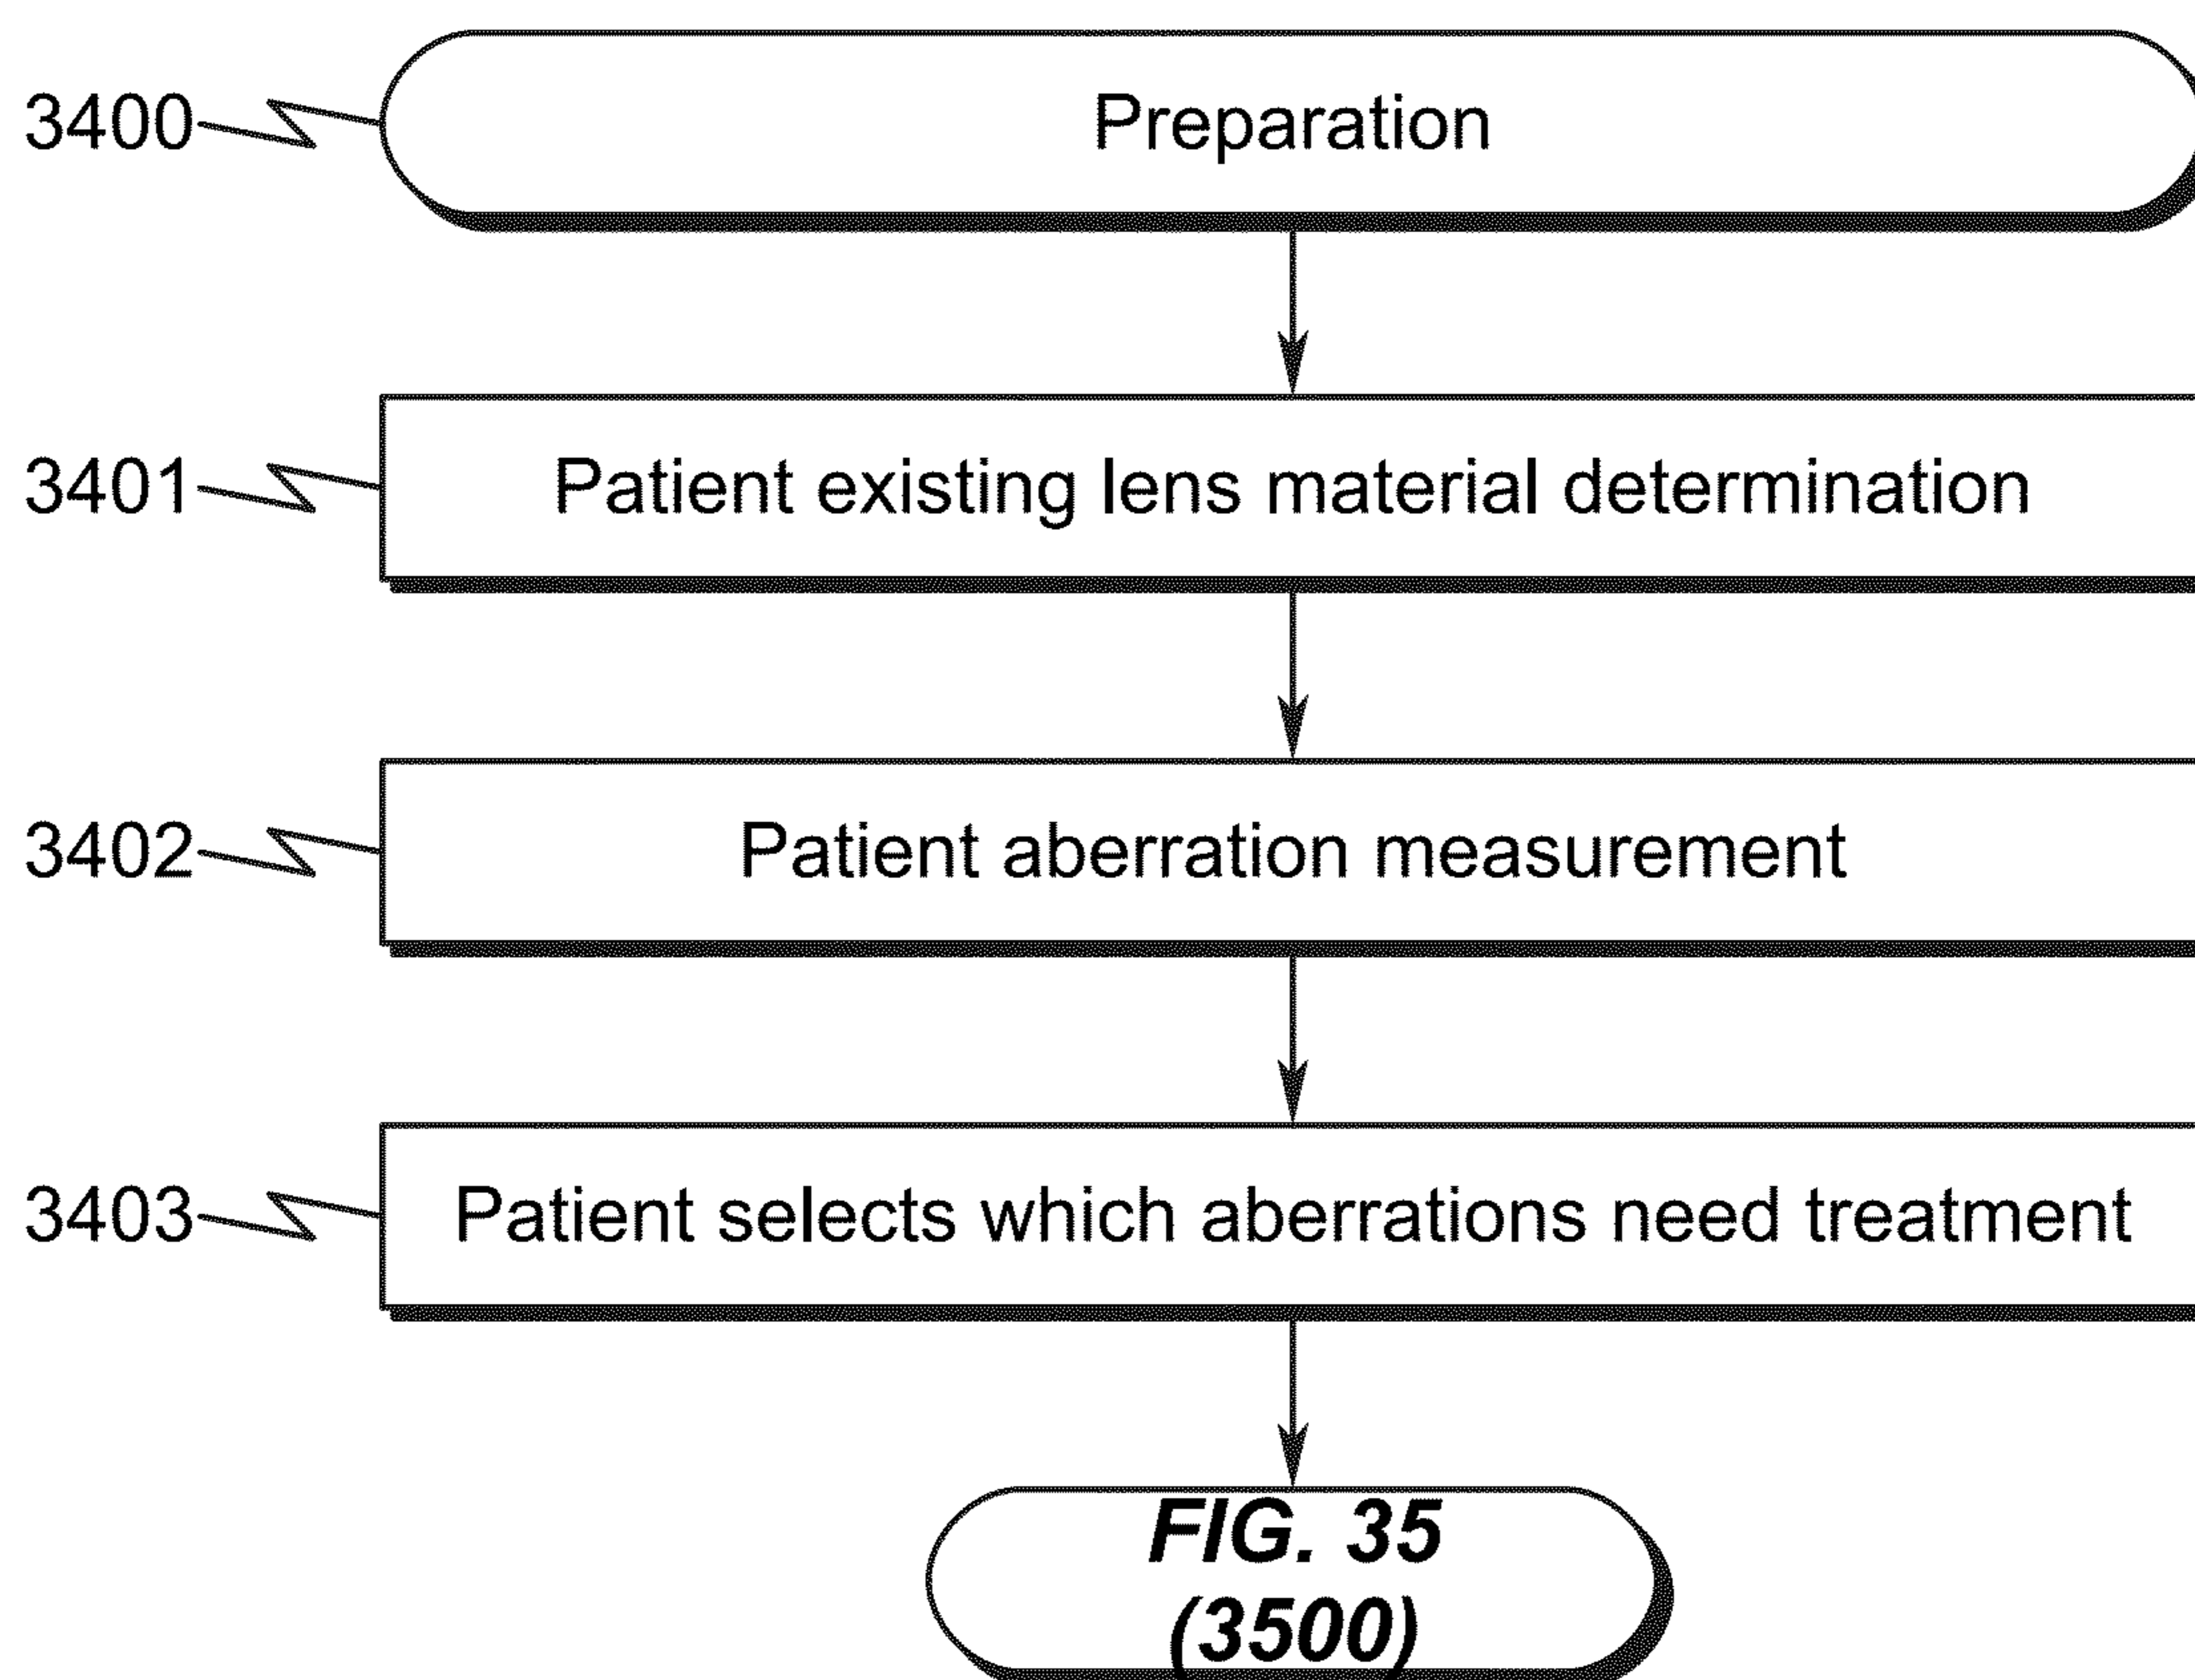 3400 Preparation
3401 Patient existing lens material determination
3402 Patient aberration measurement
3403 Patient selects which aberrations need treatment
FIG. 35
(3500)